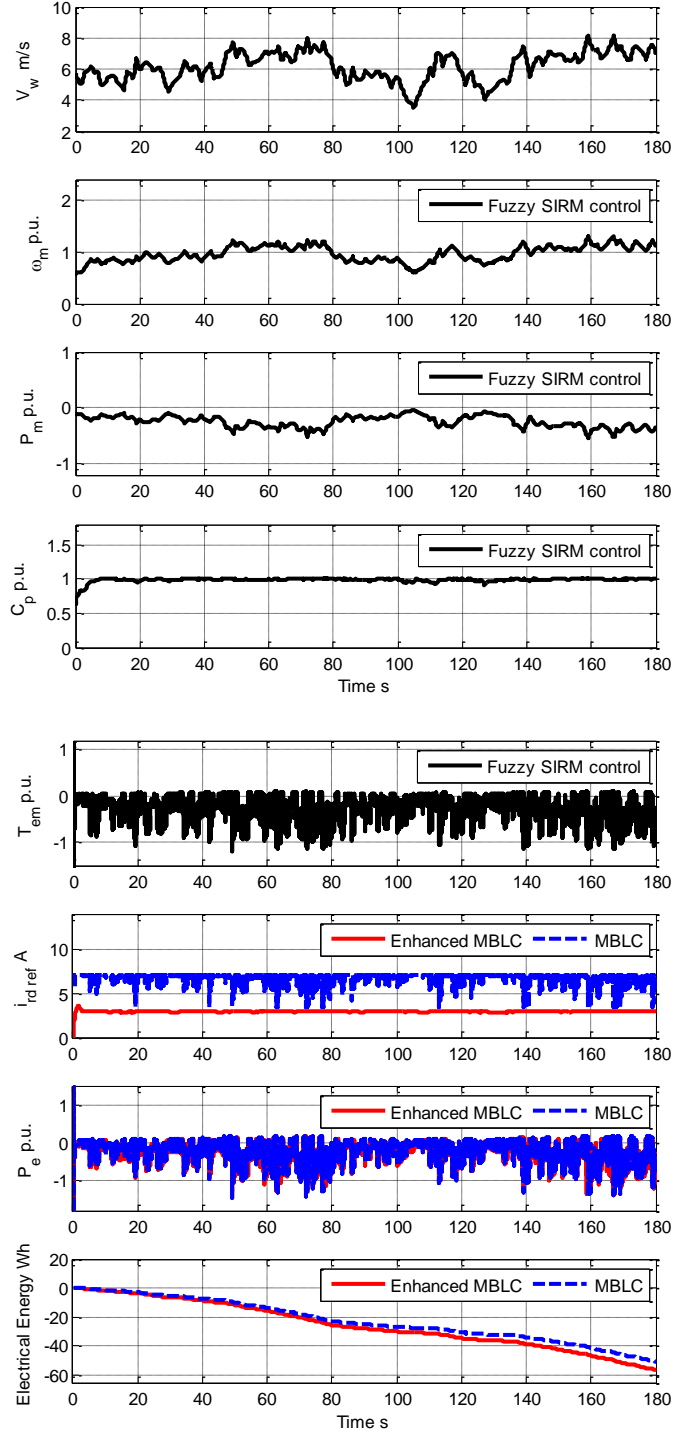 V_w m/s
8
6
4
2
0 20 40 60 80 100 120 140 160 180
ω_m p.u.
2
1
0
Fuzzy SIRM control
0 20 40 60 80 100 120 140 160 180
P_m p.u.
1
0
-1
Fuzzy SIRM control
0 20 40 60 80 100 120 140 160 180
C_p p.u.
1.5
1
0.5
0
Fuzzy SIRM control
0 20 40 60 80 100 120 140 160 180
Time s
T_em p.u.
1
0
-1
Fuzzy SIRM control
0 20 40 60 80 100 120 140 160 180
i_rd ref A
10
5
0
Enhanced MBLC MBLC
0 20 40 60 80 100 120 140 160 180
P_e p.u.
1
0
-1
Enhanced MBLC MBLC
0 20 40 60 80 100 120 140 160 180
Electrical Energy Wh
20
0
-20
-40
-60
Enhanced MBLC MBLC
0 20 40 60 80 100 120 140 160 180
Time s